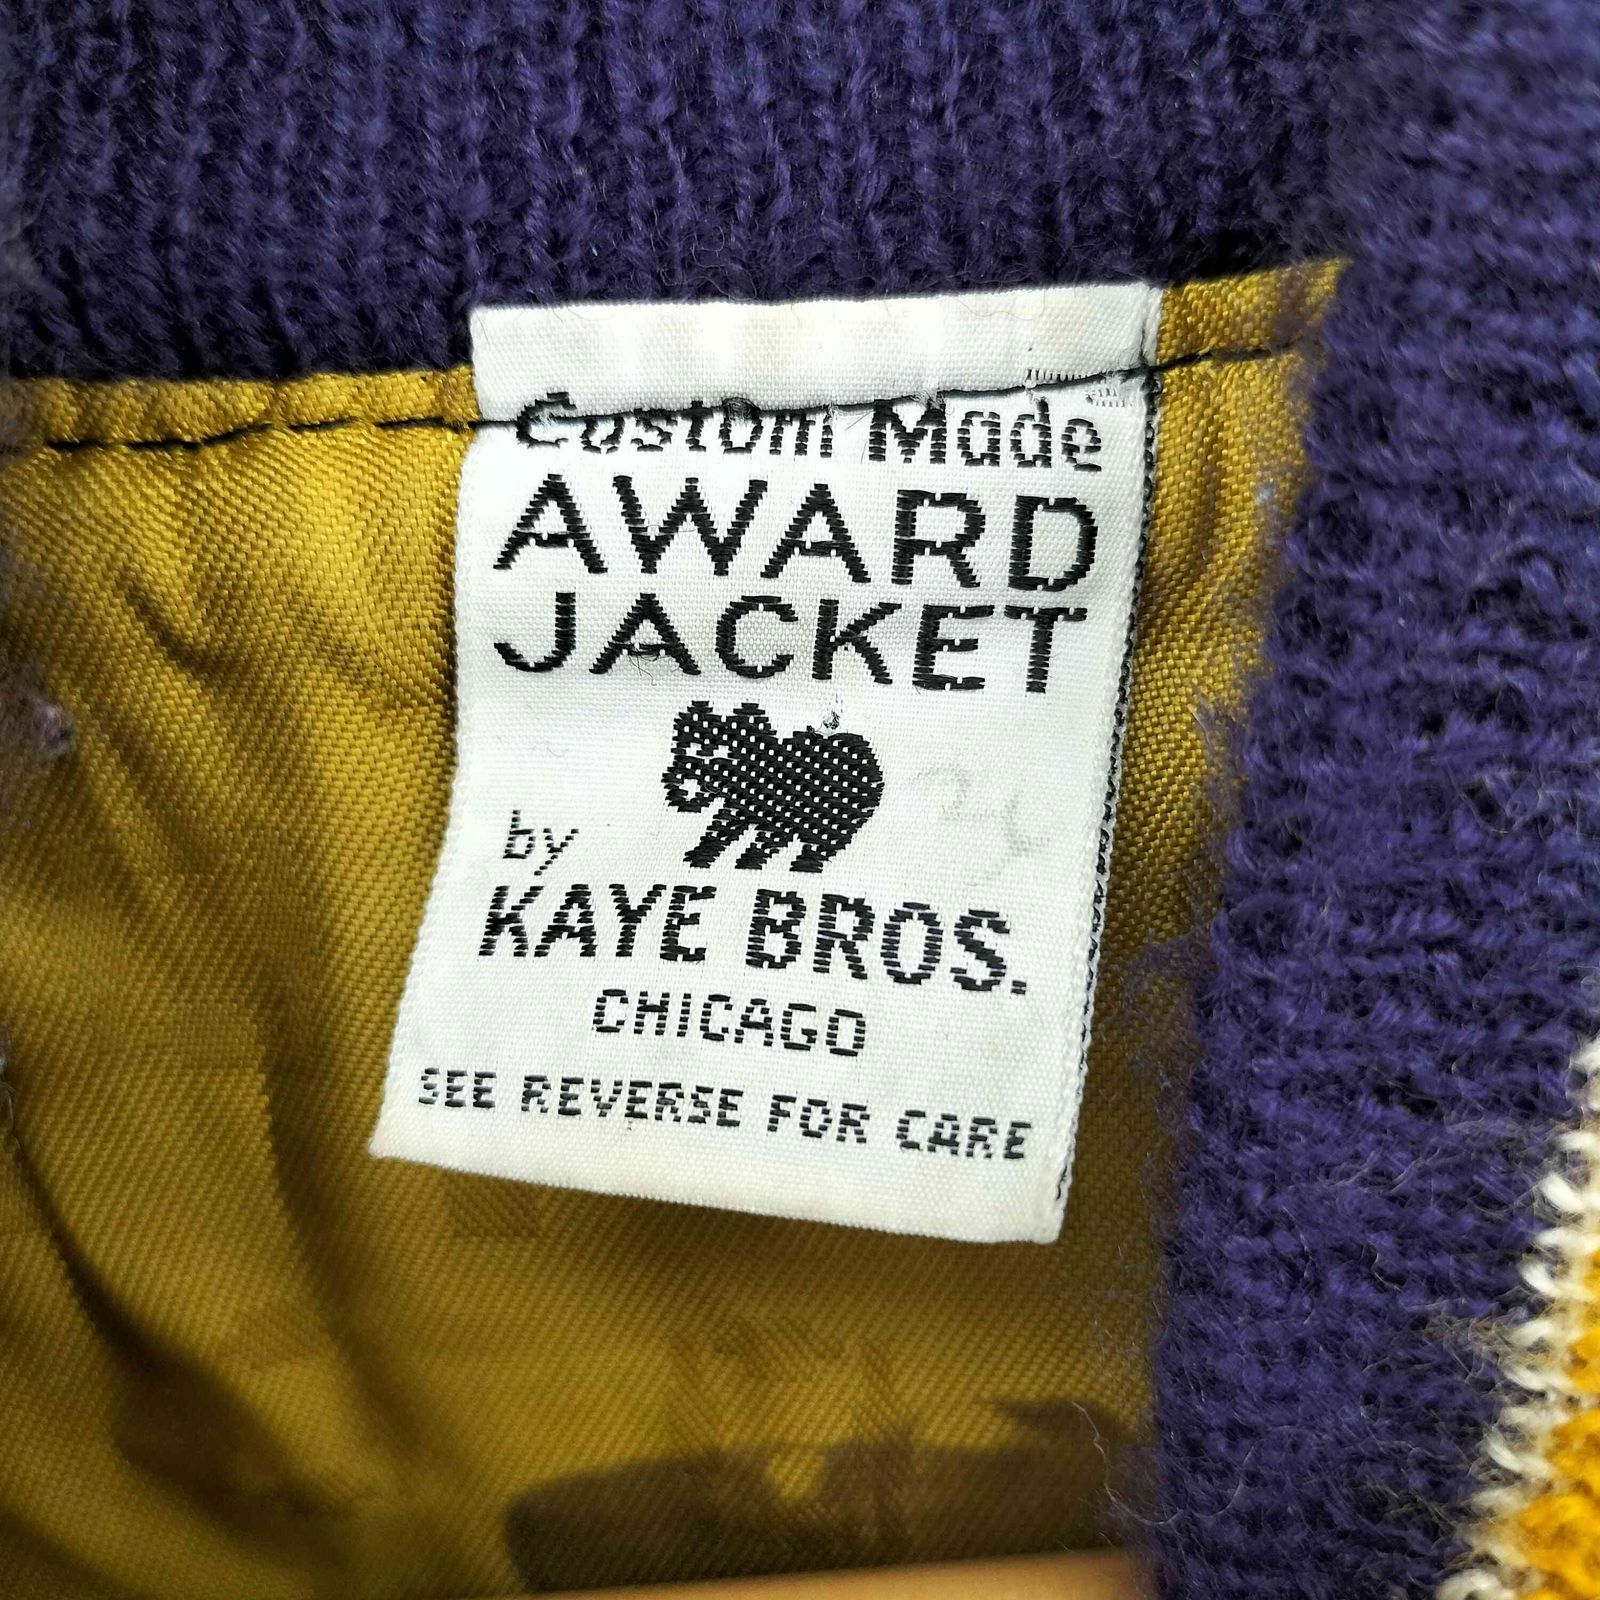 Custom Made
AWARD
JACKET
by
KAYE BROS.
CHICAGO
SEE REVERSE FOR CARE